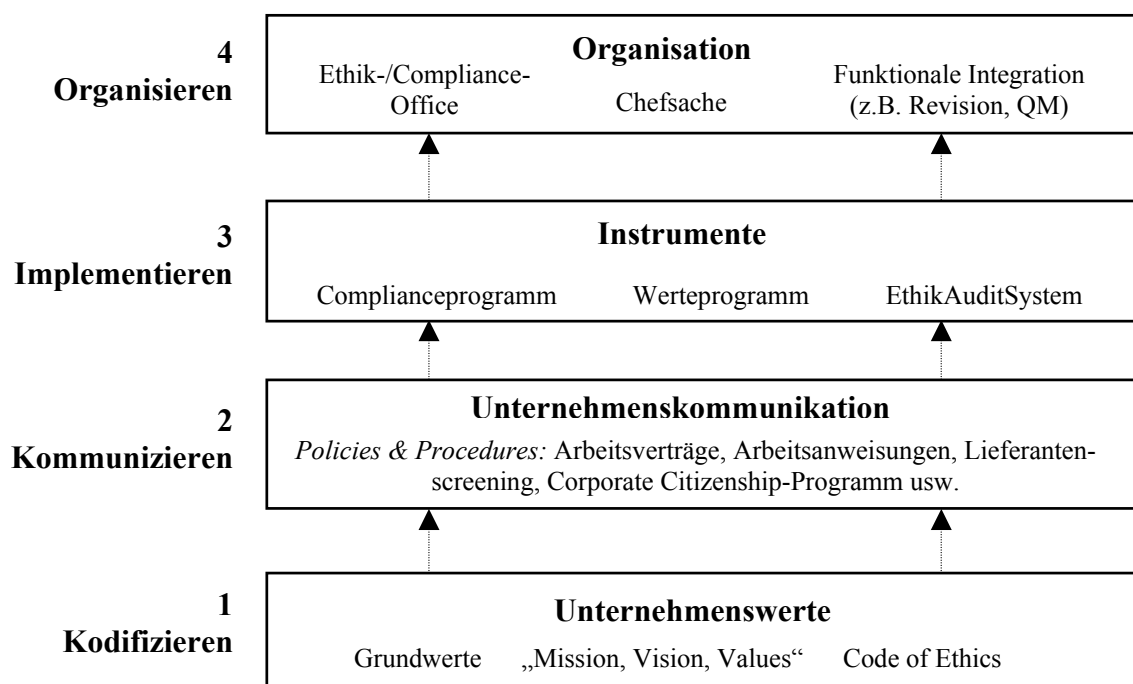 4
Organisieren
Organisation
Ethik-/Compliance-
Office
Chefsache
Funktionale Integration
(z.B. Revision, QM)
3
Implementieren
Instrumente
Complianceprogramm
Werteprogramm
EthikAuditSystem
2
Kommunizieren
Unternehmenskommunikation
Policies & Procedures: Arbeitsverträge, Arbeitsanweisungen, Lieferanten-
screening, Corporate Citizenship-Programm usw.
1
Kodifizieren
Unternehmenswerte
Grundwerte
„Mission, Vision, Values“
Code of Ethics